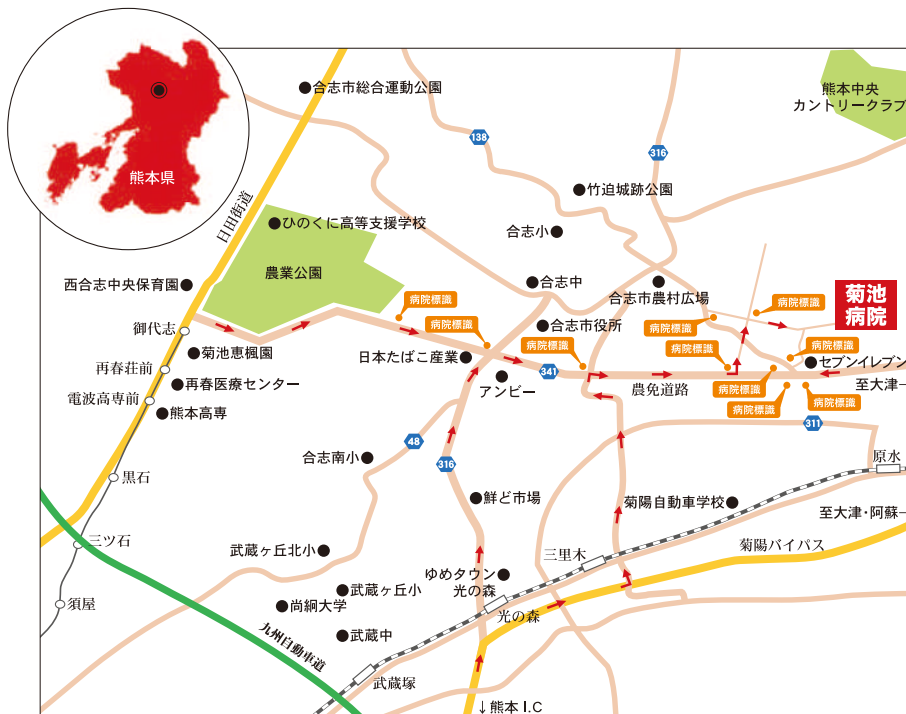 熊本県
日田街道
合志市総合運動公園
138
316
熊本中央
カントリークラブ
竹迫城跡公園
ひのくに高等支援学校
合志小
農業公園
西合志中央保育園
合志中
合志市農村広場
菊池
病院
病院標識
病院標識
病院標識
病院標識
御代志
合志市役所
病院標識
病院標識
病院標識
菊池恵楓園
日本たばこ産業
セブンイレブン
再春荘前
341
アンビー
農免道路
再春医療センター
至大津
病院標識
病院標識
病院標識
電波高専前
熊本高専
311
48
合志南小
316
原水
黒石
鮮ど市場
菊陽自動車学校
至大津・阿蘇
三ツ石
武蔵ヶ丘北小
三里木
菊陽バイパス
ゆめタウン
光の森
須屋
武蔵ヶ丘小
尚絅大学
光の森
九州自動車道
武蔵中
武蔵塚
↓熊本 I.C